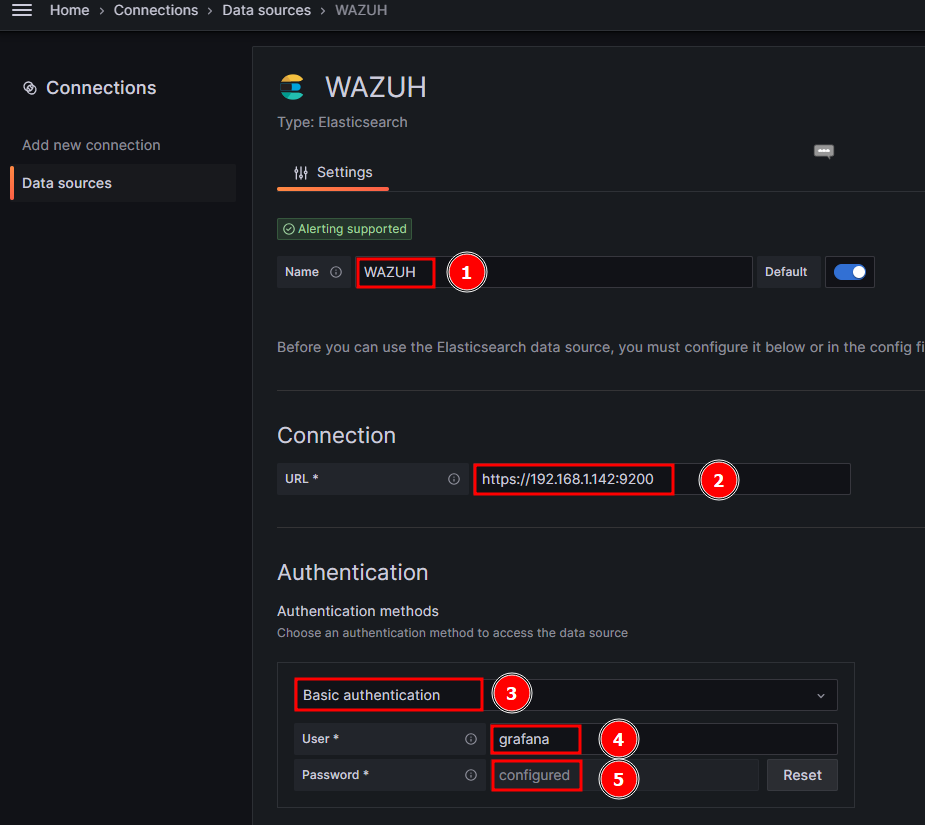 Home › Connections › Data sources › WAZUH
Connections
Add new connection
Data sources
WAZUH
Type: Elasticsearch
Settings
Alerting supported
Name WAZUH 1 Default
Before you can use the Elasticsearch data source, you must configure it below or in the config fi
Connection
URL * https://192.168.1.142:9200 2
Authentication
Authentication methods
Choose an authentication method to access the data source
Basic authentication 3
User * grafana 4
Password * configured 5 Reset